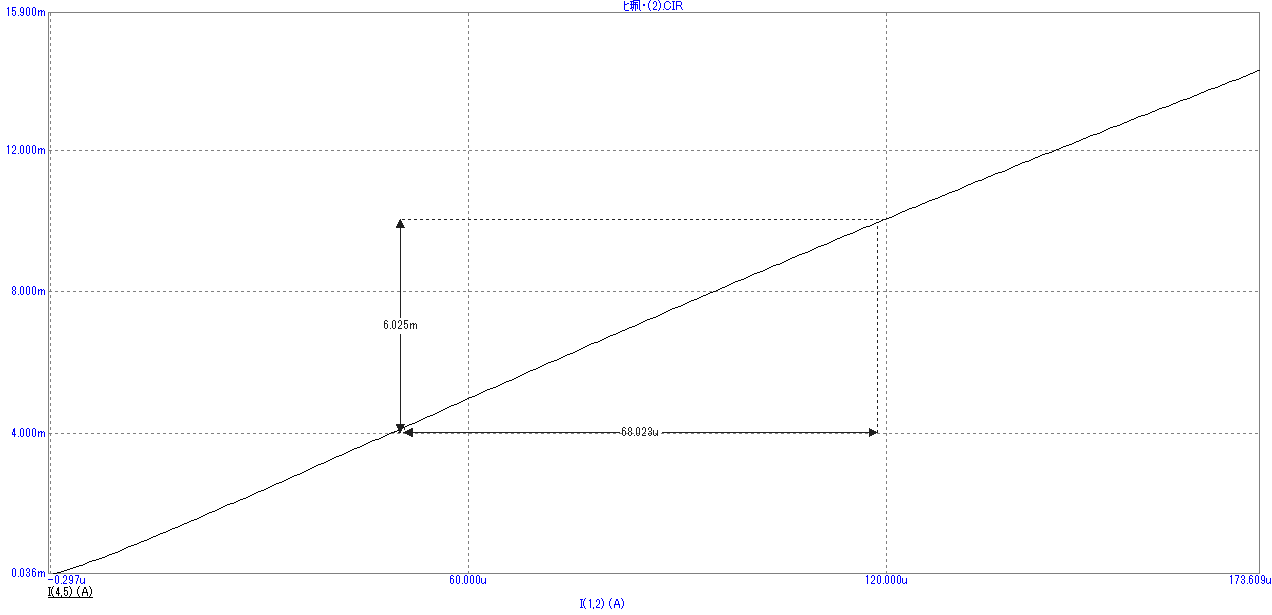 (2).CIR
15.900m
12.000m
8.000m
4.000m
0.036m
6.025m
68.023u
-0.297u
60.000u
120.000u
173.609u
I(4,5) (A)
I(1,2) (A)